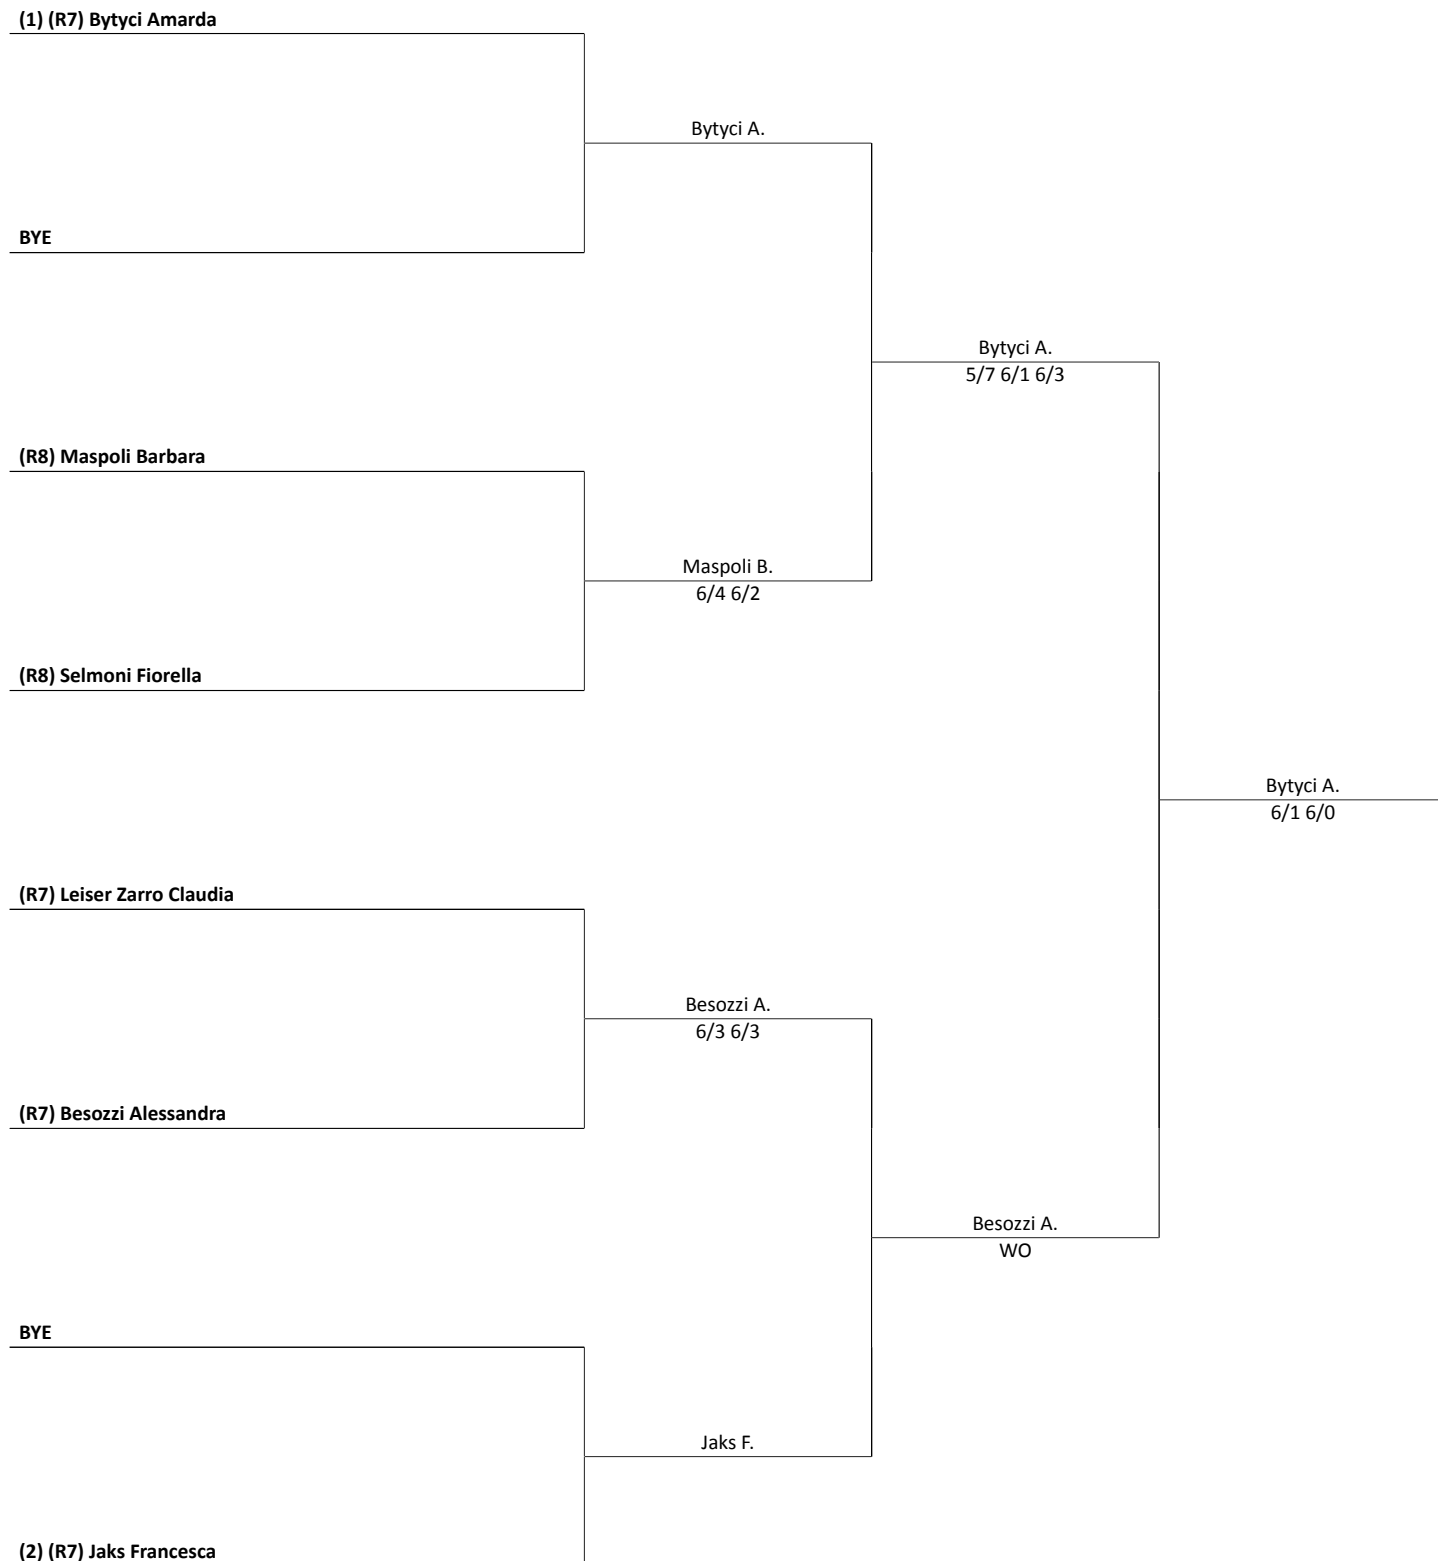 (1) (R7) Bytyci Amarda
Bytyci A.
BYE
Bytyci A.
5/7 6/1 6/3
(R8) Maspoli Barbara
Maspoli B.
6/4 6/2
(R8) Selmoni Fiorella
Bytyci A.
6/1 6/0
(R7) Leiser Zarro Claudia
Besozzi A.
6/3 6/3
(R7) Besozzi Alessandra
Besozzi A.
WO
BYE
Jaks F.
(2) (R7) Jaks Francesca